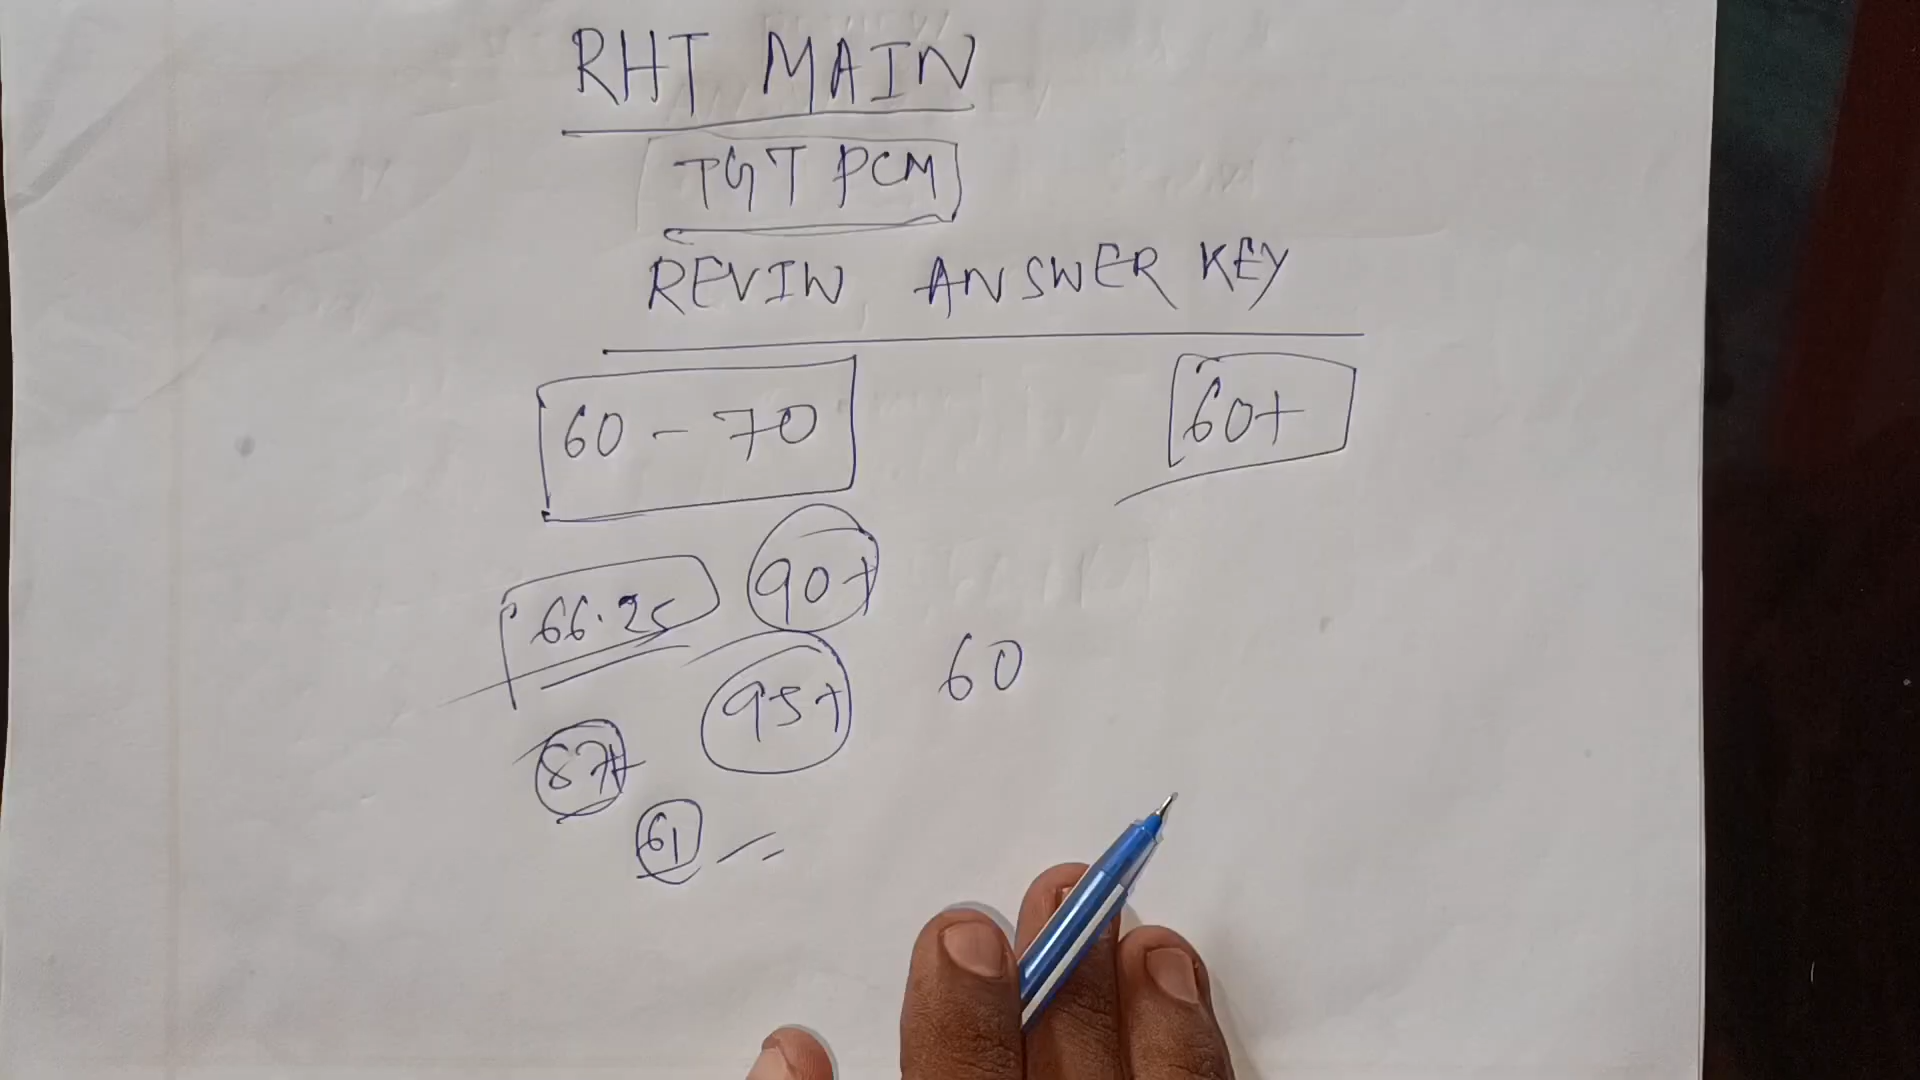 RHT MAIN
TGT PCM
REVIW ANSWER KEY
60 - 70 60+
66.25 90+
95+ 60
87+
61